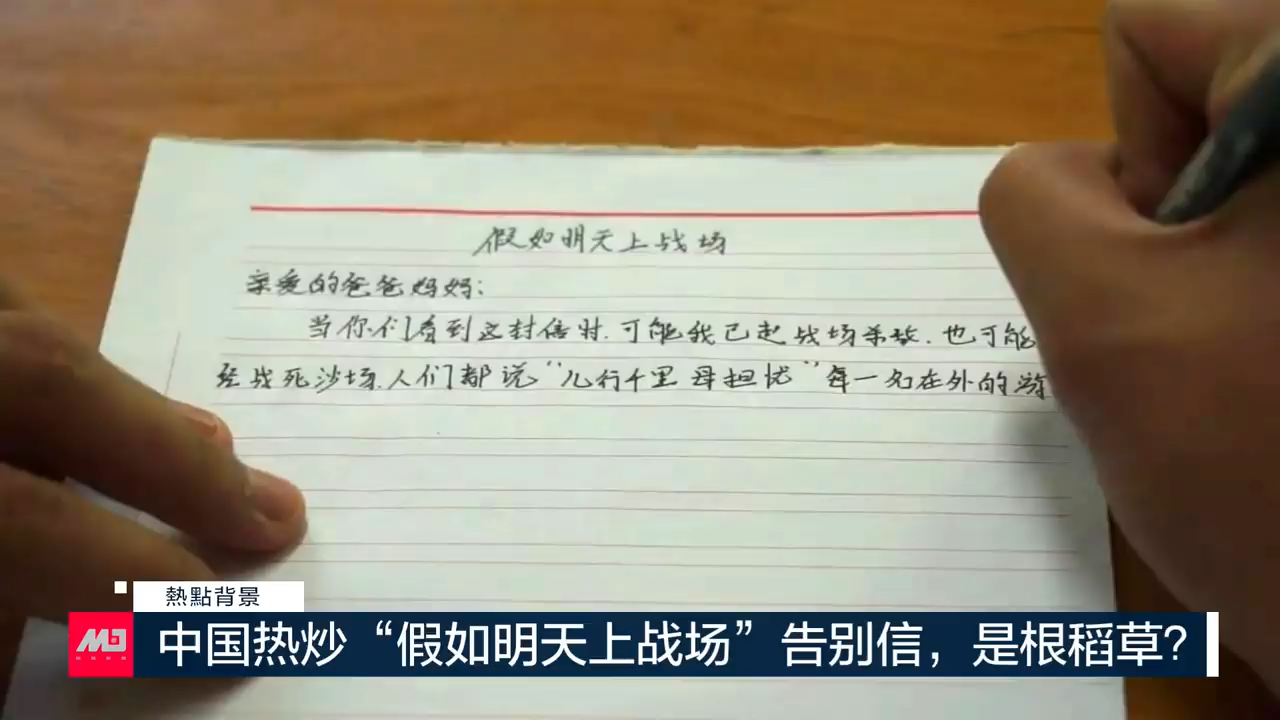 假如明天上战场
亲爱的爸爸妈妈:
当你们看到这封信时.可能我已赴战场杀敌.也可能
经战死沙场.人们都说“儿行千里母担忧”每一名在外的游
熱點背景
中国热炒“假如明天上战场”告别信，是根稻草?